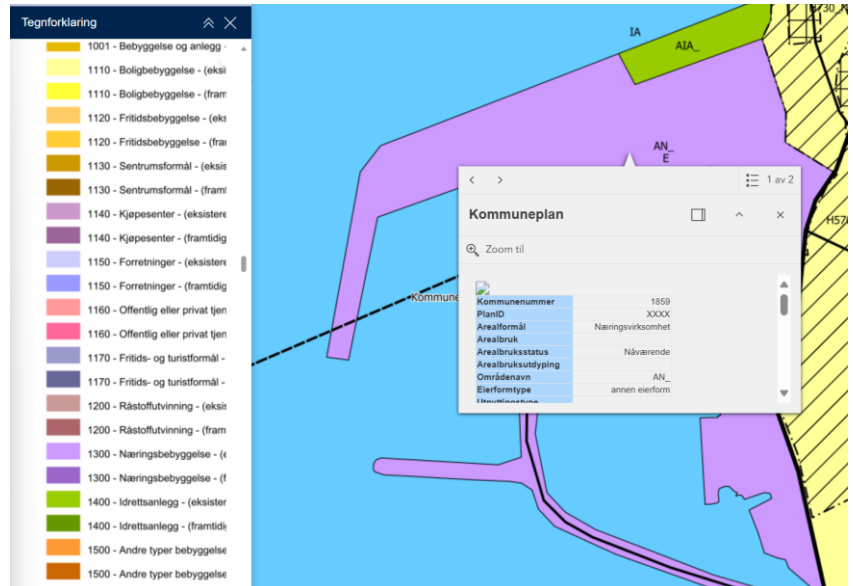 Tegnforklaring
1001 - Bebyggelse og anlegg -
1110 - Boligbebyggelse - (eksi
1110 - Boligbebyggelse - (fram
1120 - Fritidsbebyggelse - (eks
1120 - Fritidsbebyggelse - (fra
1130 - Sentrumsformål - (eksis
1130 - Sentrumsformål - (framt
1140 - Kjøpesenter - (eksistere
1140 - Kjøpesenter - (framtidig
1150 - Forretninger - (eksistere
1150 - Forretninger - (framtidig
1160 - Offentlig eller privat tjen
1160 - Offentlig eller privat tjen
1170 - Fritids- og turistformål -
1170 - Fritids- og turistformål -
1200 - Råstoffutvinning - (eksis
1200 - Råstoffutvinning - (fram
1300 - Næringsbebyggelse - (e
1300 - Næringsbebyggelse - (f
1400 - Idrettsanlegg - (eksister
1400 - Idrettsanlegg - (framtidig
1500 - Andre typer bebyggelse
1500 - Andre typer bebyggelse
IA
AIA_
AN_
E
H570
Kommune
1 av 2
Kommuneplan
Zoom til
Kommunenummer 1859
PlanID XXXX
Arealformål Næringsvirksomhet
Arealbruk
Arealbruksstatus Nåværende
Arealbruksutdyping
Områdenavn AN_
Eierformtype annen eierform
Utnyttingstype